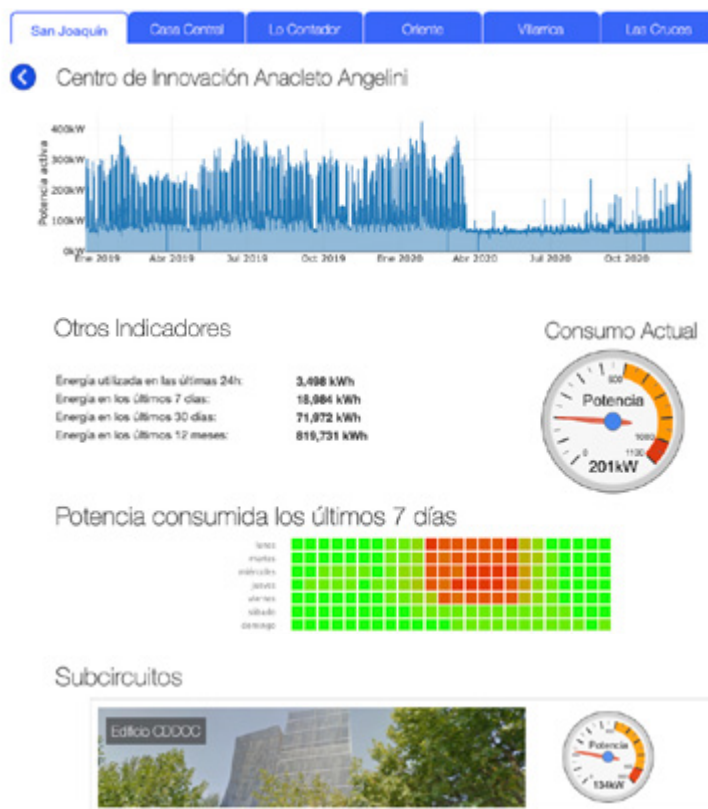 San Joaquín
Casa Central
Lo Contador
Oriente
Villarrica
Las Cruces
Centro de Innovación Anacleto Angelini
Potencia activa
400kW
300kW
200kW
100kW
0kW
Ene 2019
Abr 2019
Jul 2019
Oct 2019
Ene 2020
Abr 2020
Jul 2020
Oct 2020
Otros Indicadores
Energía utilizada en las últimas 24h: 3,498 kWh
Energía en los últimos 7 días: 18,984 kWh
Energía en los últimos 30 días: 71,972 kWh
Energía en los últimos 12 meses: 819,731 kWh
Consumo Actual
500
Potencia
1000
1100
0
201kW
Potencia consumida los últimos 7 días
lunes
martes
miércoles
jueves
viernes
sábado
domingo
Subcircuitos
Edificio CDDOC
Potencia
134kW